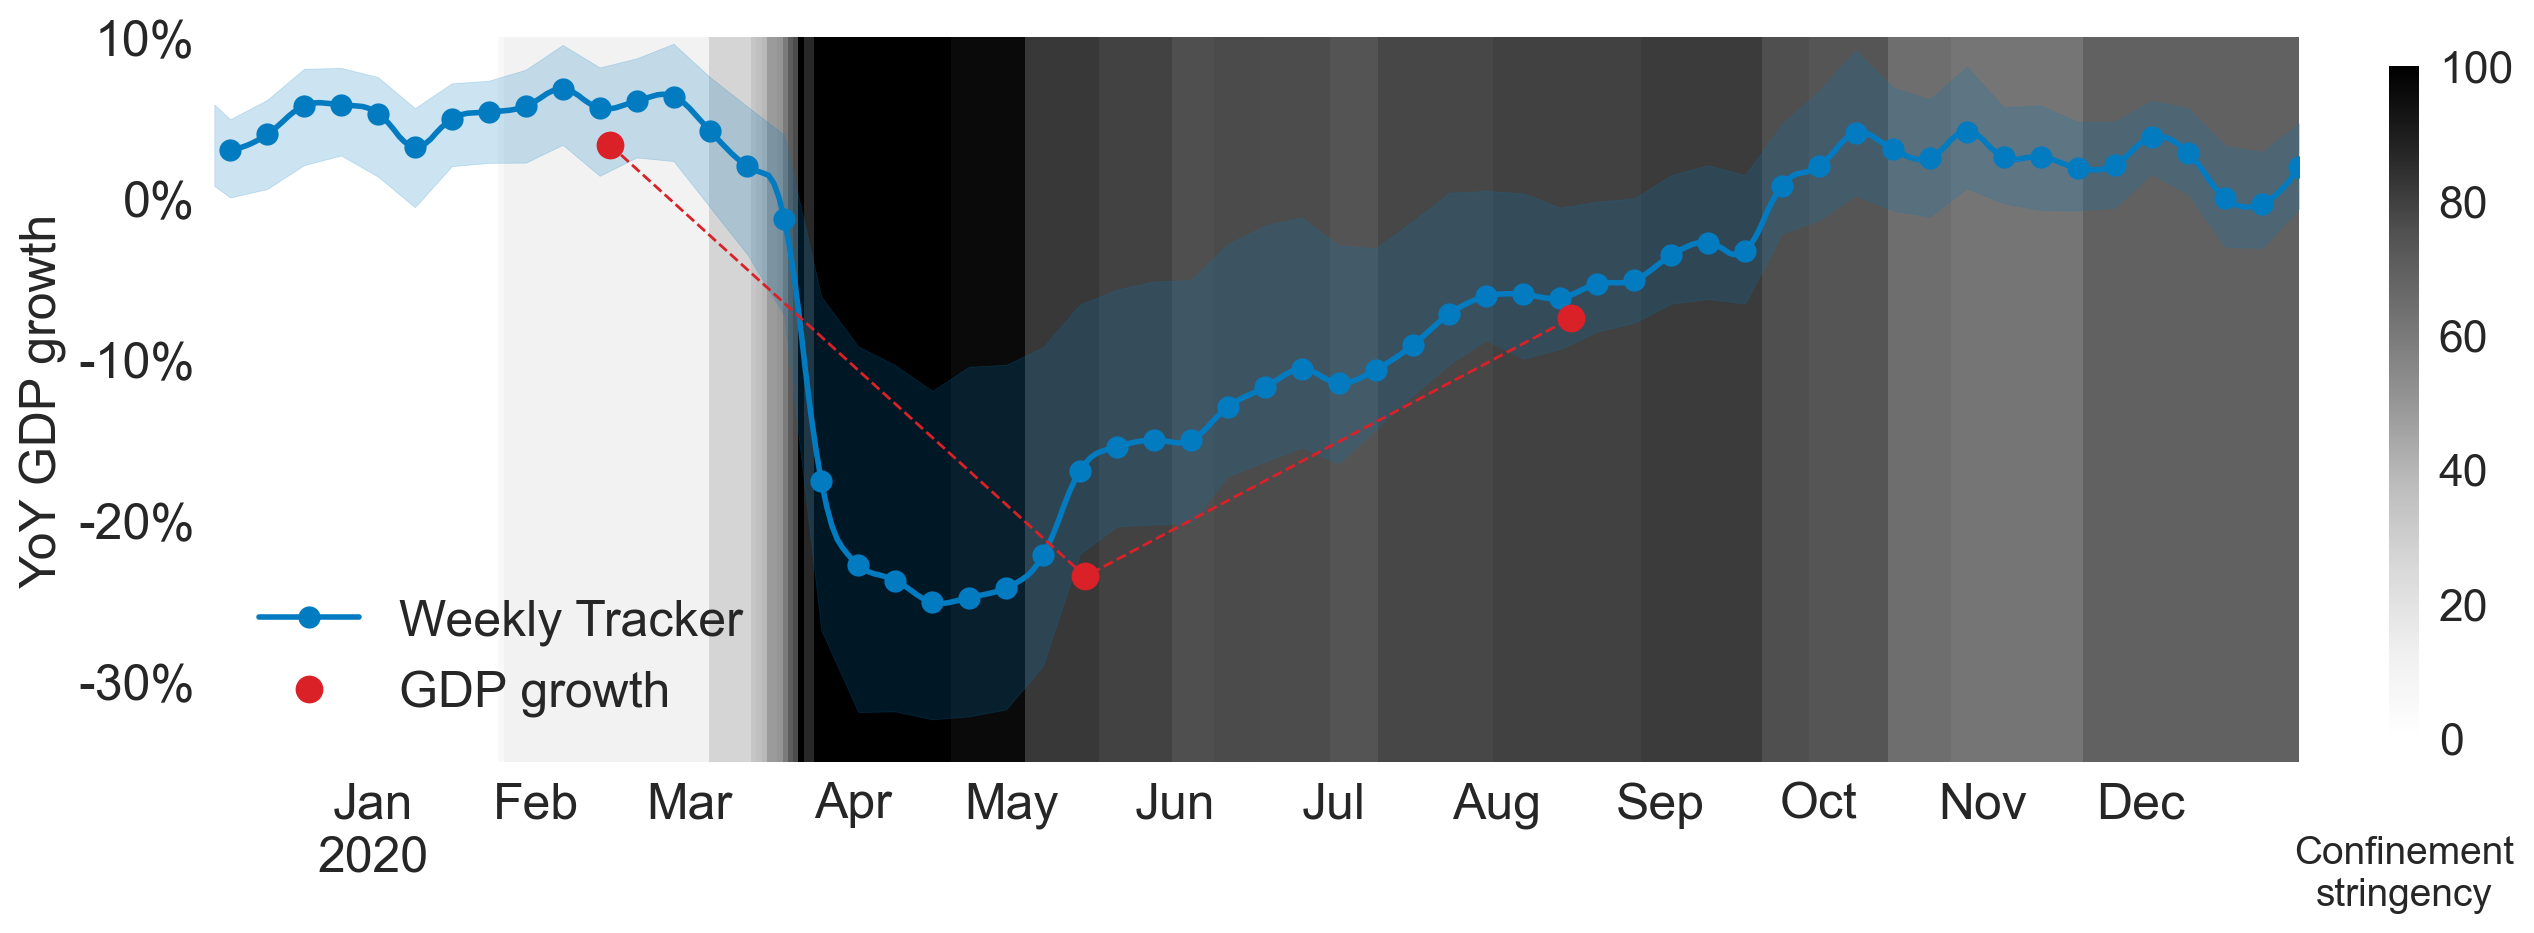 10%
0%
-10%
-20%
-30%
YoY GDP growth
Weekly Tracker
GDP growth
Jan
2020
Feb
Mar
Apr
May
Jun
Jul
Aug
Sep
Oct
Nov
Dec
100
80
60
40
20
0
Confinement
stringency